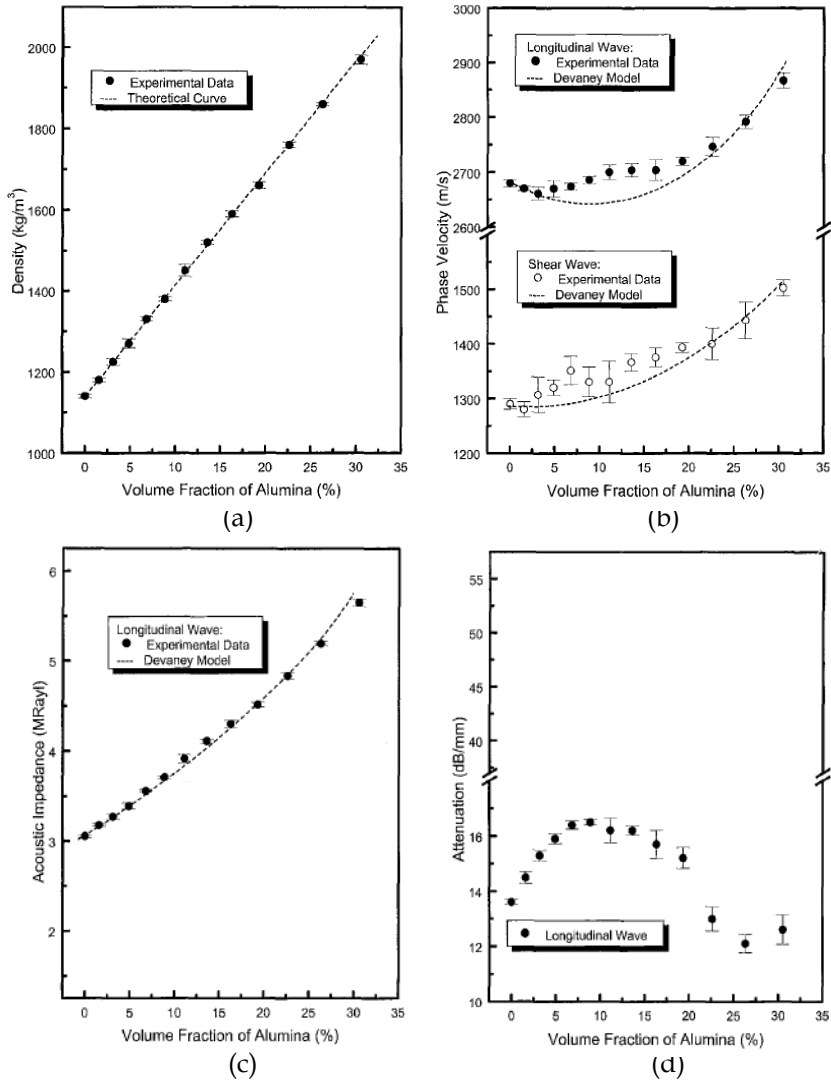 2000
1800
1600
1400
1200
1000
Density (kg/m³)
Experimental Data
Theoretical Curve
0 5 10 15 20 25 30 35
Volume Fraction of Alumina (%)
(a)
3000
2900
2800
2700
2600
1500
1400
1300
1200
Phase Velocity (m/s)
Longitudinal Wave:
Experimental Data
Devaney Model
Shear Wave:
Experimental Data
Devaney Model
0 5 10 15 20 25 30 35
Volume Fraction of Alumina (%)
(b)
6
5
4
3
2
Acoustic Impedance (MRayl)
Longitudinal Wave:
Experimental Data
Devaney Model
0 5 10 15 20 25 30 35
Volume Fraction of Alumina (%)
(c)
57
52
47
42
38
16
14
12
10
Attenuation (dB/mm)
Longitudinal Wave
0 5 10 15 20 25 30 35
Volume Fraction of Alumina (%)
(d)